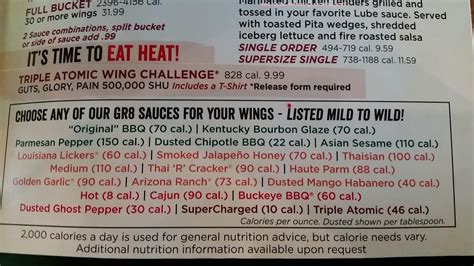 FULL BUCKET 2396-4158 cal.
30 or more wings 31.99
2 Sauce combinations, split bucket
or side of sauce add .99
Marinated Chicken tenders grilled and
tossed in your favorite Lube sauce. Served
with toasted Pita wedges, shredded
iceberg lettuce and fire roasted salsa
SINGLE ORDER 494-719 cal. 9.59
SUPERSIZE SINGLE 738-1188 cal. 11.59
IT'S TIME TO EAT HEAT!
TRIPLE ATOMIC WING CHALLENGE* 828 cal. 9.99
GUTS, GLORY, PAIN 500,000 SHU Includes a T-Shirt *Release form required
CHOOSE ANY OF OUR GR8 SAUCES FOR YOUR WINGS - LISTED MILD TO WILD!
"Original" BBQ (70 cal.) | Kentucky Bourbon Glaze (70 cal.)
Parmesan Pepper (150 cal.) | Dusted Chipotle BBQ (22 cal.) | Asian Sesame (110 cal.)
Louisiana Lickers® (60 cal.) | Smoked Jalapeño Honey (70 cal.) | Thaisian (100 cal.)
Medium (110 cal.) | Thai 'R' Cracker® (90 cal.) | Haute Parm (88 cal.)
Golden Garlic® (90 cal.) | Arizona Ranch® (73 cal.) | Dusted Mango Habanero (40 cal.)
Hot (8 cal.) | Cajun (90 cal.) | Buckeye BBQ® (60 cal.)
Dusted Ghost Pepper (30 cal.) | SuperCharged (10 cal.) | Triple Atomic (46 cal.)
Calories per ounce. Dusted shown per tablespoon.
2,000 calories a day is used for general nutrition advice, but calorie needs vary.
Additional nutrition information available upon request